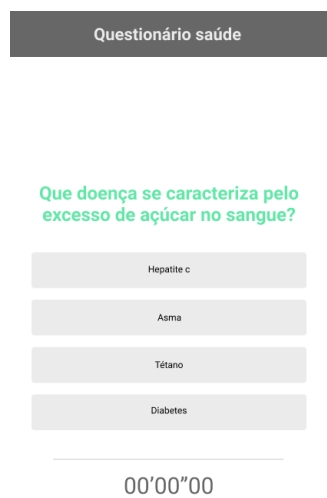 Questionário saúde
Que doença se caracteriza pelo
excesso de açúcar no sangue?
Hepatite c
Asma
Tétano
Diabetes
00’00”00